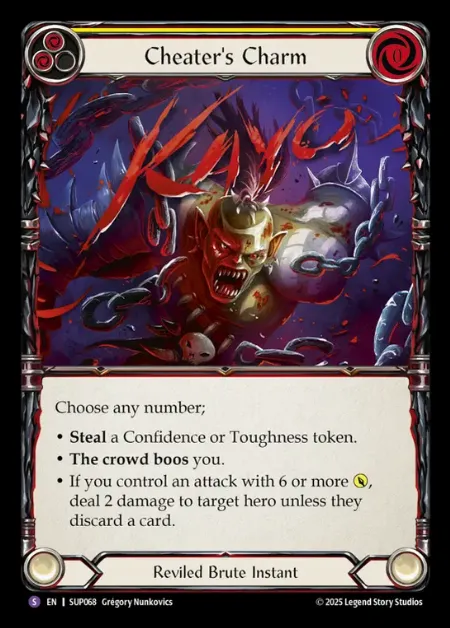 Cheater's Charm
0
KAYO
Choose any number;
• Steal a Confidence or Toughness token.
• The crowd boos you.
• If you control an attack with 6 or more ,
deal 2 damage to target hero unless they
discard a card.
Reviled Brute Instant
S EN | SUP068 Grégory Nunkovics © 2025 Legend Story Studios